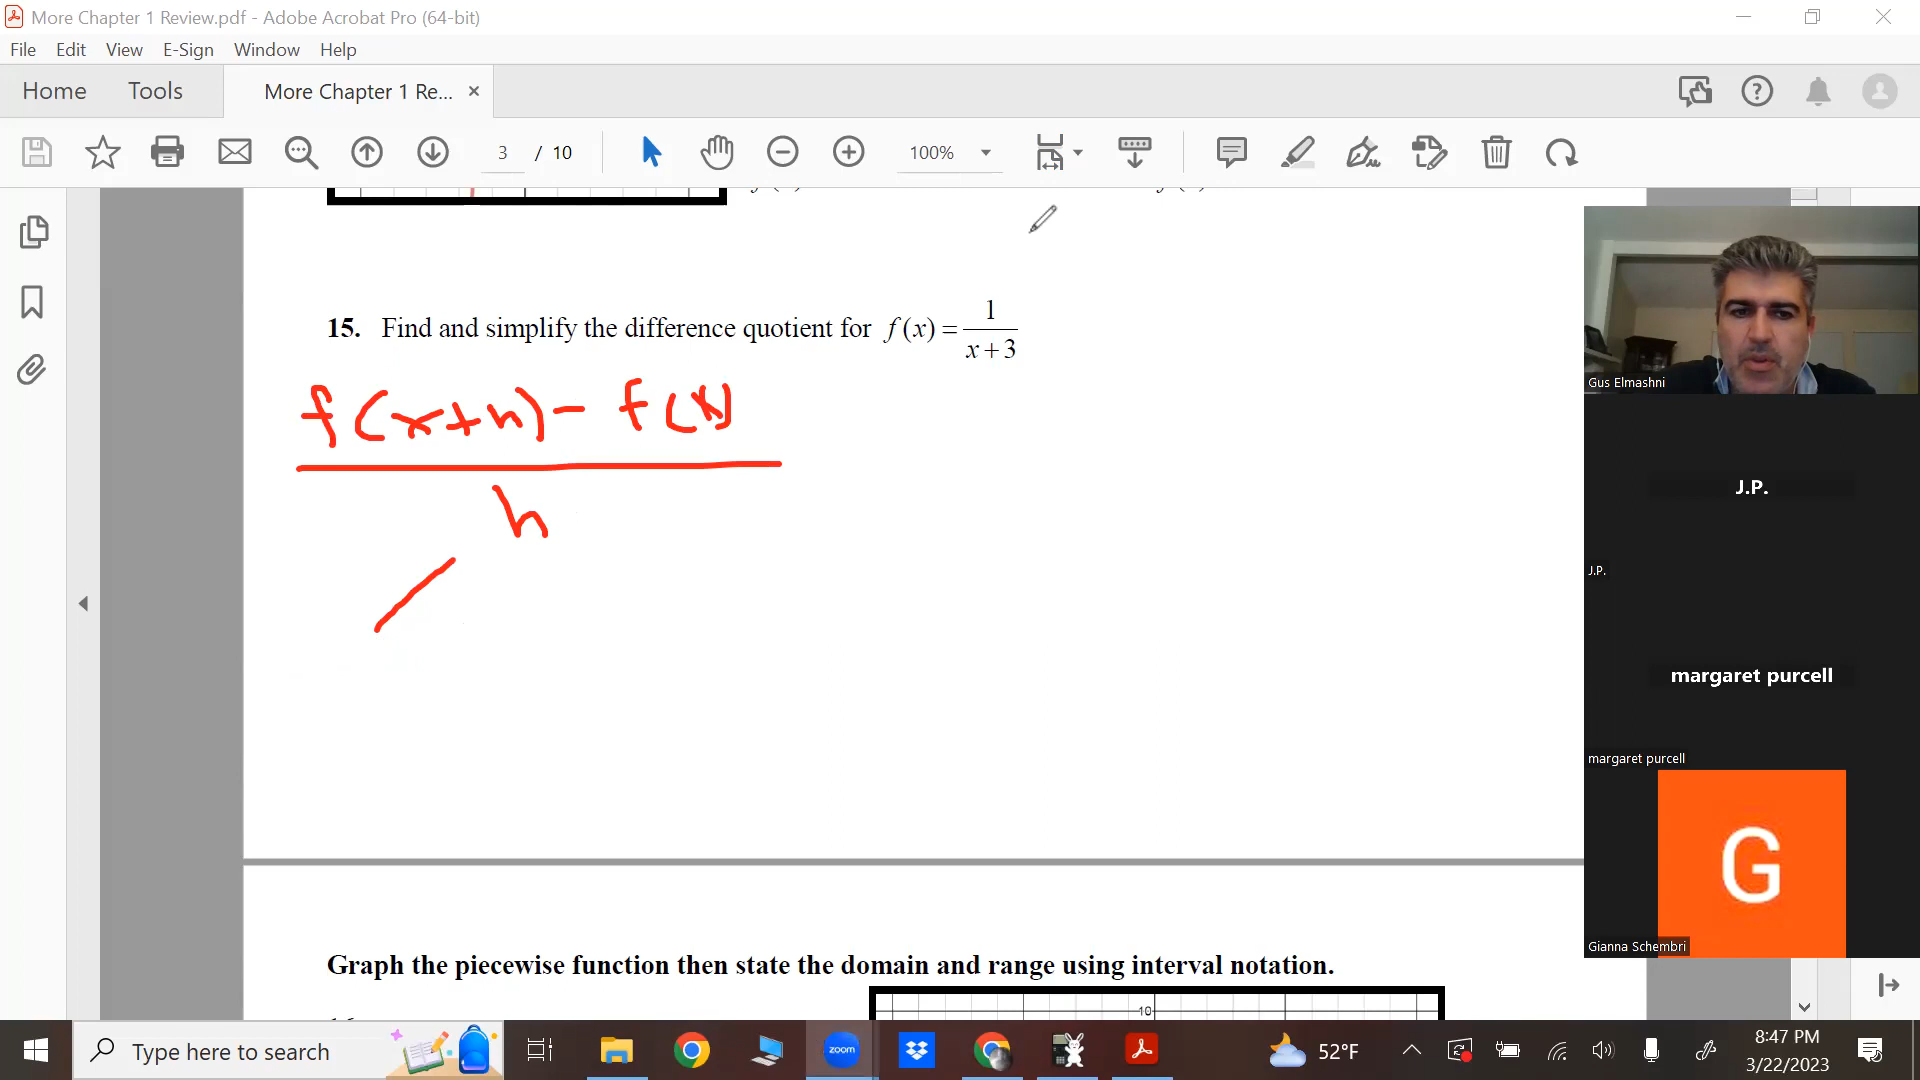 More Chapter 1 Review.pdf - Adobe Acrobat Pro (64-bit)
File Edit View E-Sign Window Help
Home Tools More Chapter 1 Re... ×
3 / 10 100%
15. Find and simplify the difference quotient for f(x) = 1/(x+3)
f(x+h) - f(x)
h
Gus Elmashni
J.P.
J.P.
margaret purcell
margaret purcell
G
Gianna Schembri
Graph the piecewise function then state the domain and range using interval notation.
10
Type here to search
zoom
52°F
8:47 PM
3/22/2023